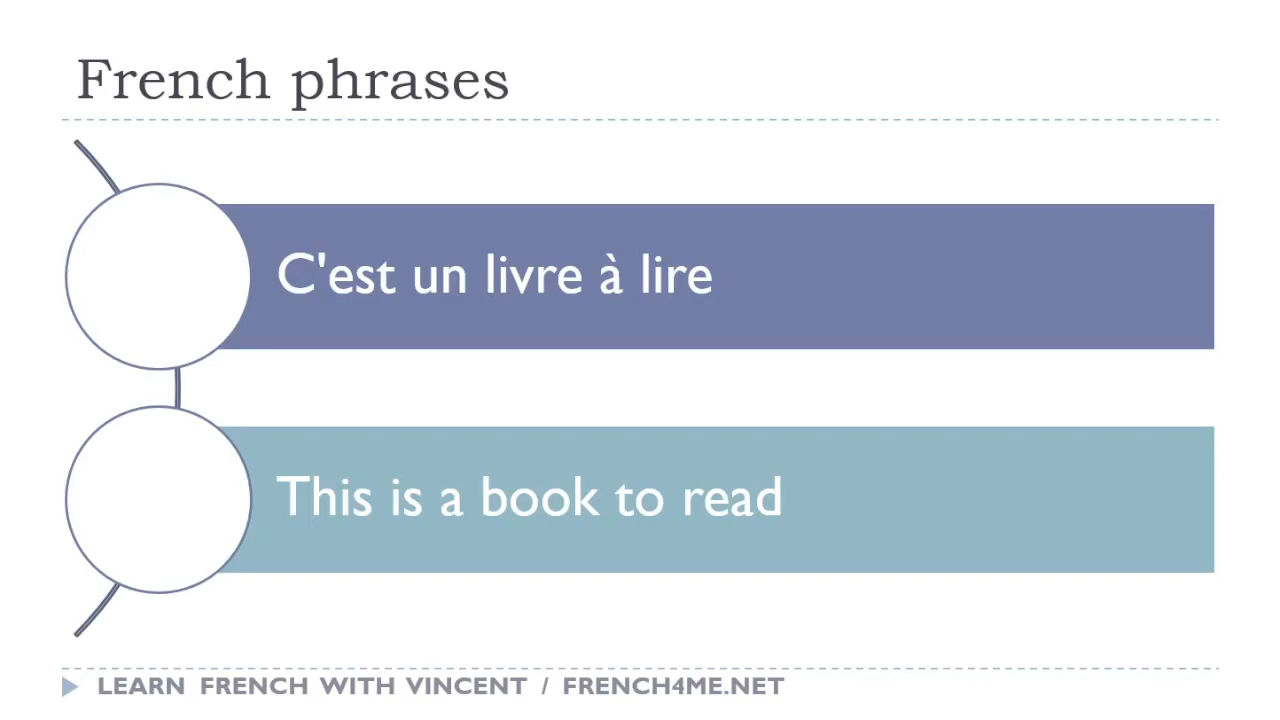 French phrases
C'est un livre à lire
This is a book to read
LEARN FRENCH WITH VINCENT / FRENCH4ME.NET